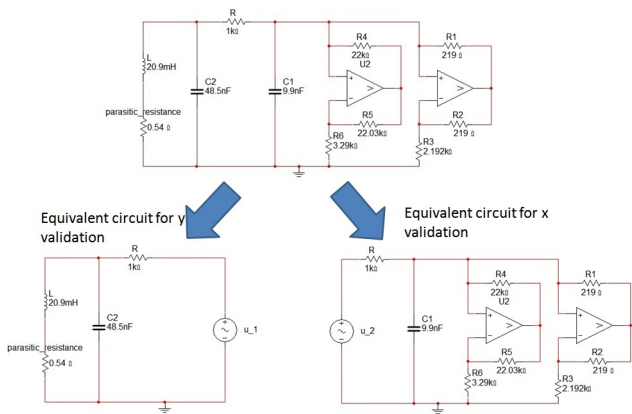 R
1kΩ
L
20.9mH
parasitic_resistance
0.54 Ω
C2
48.5nF
C1
9.9nF
R4
22kΩ
U2
R5
22.03kΩ
R6
3.29kΩ
R1
219 Ω
R2
219 Ω
R3
2.192kΩ
Equivalent circuit for y
validation
Equivalent circuit for x
validation
R
1kΩ
L
20.9mH
C2
48.5nF
parasitic_resistance
0.54 Ω
u_1
R
1kΩ
u_2
C1
9.9nF
R4
22kΩ
U2
R5
22.03kΩ
R6
3.29kΩ
R1
219 Ω
R2
219 Ω
R3
2.192kΩ